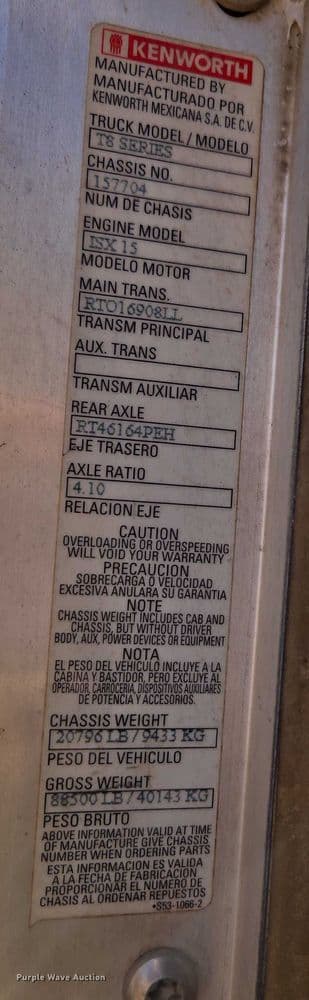 KENWORTH
MANUFACTURED BY
MANUFACTURADO POR
KENWORTH MEXICANA S.A. DE C.V.
TRUCK MODEL / MODELO
T8 SERIES
CHASSIS NO.
157704
NUM DE CHASIS
ENGINE MODEL
ISX 15
MODELO MOTOR
MAIN TRANS.
RTO16908LL
TRANSM PRINCIPAL
AUX. TRANS
TRANSM AUXILIAR
REAR AXLE
RT46164PEH
EJE TRASERO
AXLE RATIO
4.10
RELACION EJE
CAUTION
OVERLOADING OR OVERSPEEDING
WILL VOID YOUR WARRANTY
PRECAUCION
SOBRECARGA O VELOCIDAD
EXCESIVA ANULARA SU GARANTIA
NOTE
CHASSIS WEIGHT INCLUDES CAB AND
CHASSIS, BUT WITHOUT DRIVER
BODY, AUX, POWER DEVICES OR EQUIPMENT
NOTA
EL PESO DEL VEHICULO INCLUYE A LA
CABINA Y BASTIDOR, PERO EXCLUYE AL
OPERADOR, CARROCERIA, DISPOSITIVOS AUXILIARES
DE POTENCIA Y ACCESORIOS.
CHASSIS WEIGHT
20796 LB / 9433 KG
PESO DEL VEHICULO
GROSS WEIGHT
88500 LB / 40143 KG
PESO BRUTO
ABOVE INFORMATION VALID AT TIME
OF MANUFACTURE GIVE CHASSIS
NUMBER WHEN ORDERING PARTS
ESTA INFORMACION ES VALIDA
A LA FECHA DE FABRICACION
PROPORCIONAR EL NUMERO DE
CHASIS AL ORDENAR REPUESTOS
*S53-1066-2
Purple Wave Auction